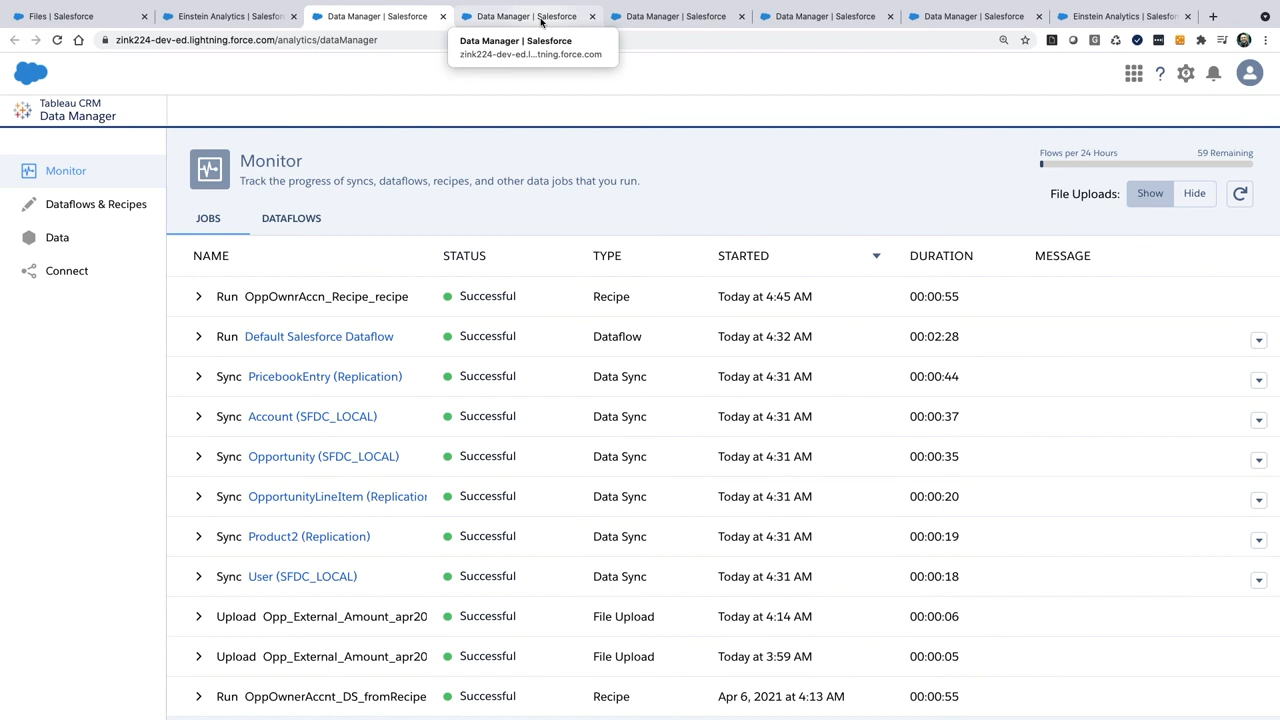 Files | Salesforce
Einstein Analytics | Salesforc
Data Manager | Salesforce
Data Manager | Salesforce
Data Manager | Salesforce
Data Manager | Salesforce
Data Manager | Salesforce
Einstein Analytics | Salesforc
zink224-dev-ed.lightning.force.com/analytics/dataManager
Data Manager | Salesforce
zink224-dev-ed.l...tning.force.com
Tableau CRM
Data Manager
Monitor
Dataflows & Recipes
Data
Connect
Monitor
Track the progress of syncs, dataflows, recipes, and other data jobs that you run.
Flows per 24 Hours 59 Remaining
File Uploads: Show Hide
JOBS DATAFLOWS
NAME STATUS TYPE STARTED DURATION MESSAGE
Run OppOwnrAccn_Recipe_recipe Successful Recipe Today at 4:45 AM 00:00:55
Run Default Salesforce Dataflow Successful Dataflow Today at 4:32 AM 00:02:28
Sync PricebookEntry (Replication) Successful Data Sync Today at 4:31 AM 00:00:44
Sync Account (SFDC_LOCAL) Successful Data Sync Today at 4:31 AM 00:00:37
Sync Opportunity (SFDC_LOCAL) Successful Data Sync Today at 4:31 AM 00:00:35
Sync OpportunityLineItem (Replication Successful Data Sync Today at 4:31 AM 00:00:20
Sync Product2 (Replication) Successful Data Sync Today at 4:31 AM 00:00:19
Sync User (SFDC_LOCAL) Successful Data Sync Today at 4:31 AM 00:00:18
Upload Opp_External_Amount_apr20 Successful File Upload Today at 4:14 AM 00:00:06
Upload Opp_External_Amount_apr20 Successful File Upload Today at 3:59 AM 00:00:05
Run OppOwnerAccnt_DS_fromRecipe Successful Recipe Apr 6, 2021 at 4:13 AM 00:00:55